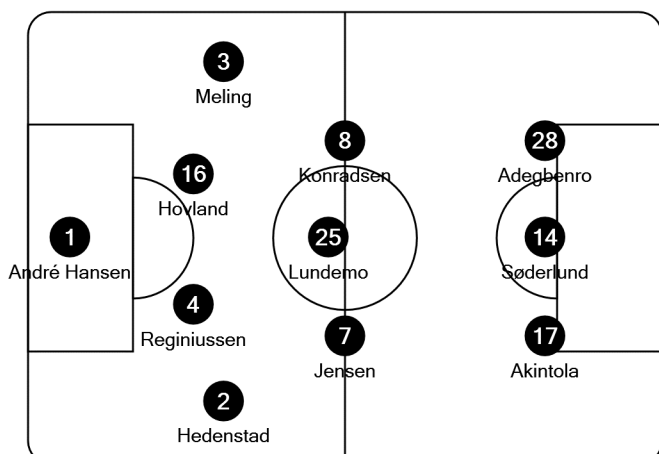 3
Meling
8
Konradsen
28
Adegbenro
16
Hovland
1
André Hansen
25
Lundemo
14
Søderlund
4
Reginiussen
7
Jensen
17
Akintola
2
Hedenstad